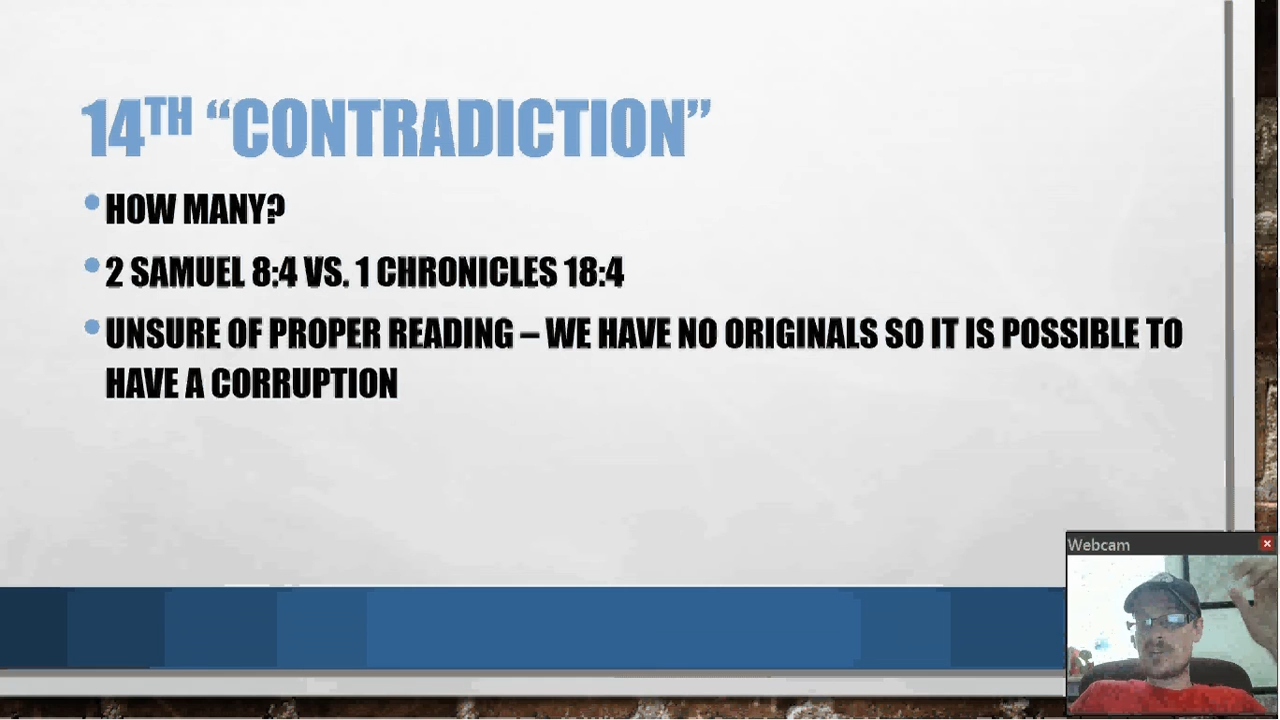 14TH “CONTRADICTION”
HOW MANY?
2 SAMUEL 8:4 VS. 1 CHRONICLES 18:4
UNSURE OF PROPER READING – WE HAVE NO ORIGINALS SO IT IS POSSIBLE TO
HAVE A CORRUPTION
Webcam